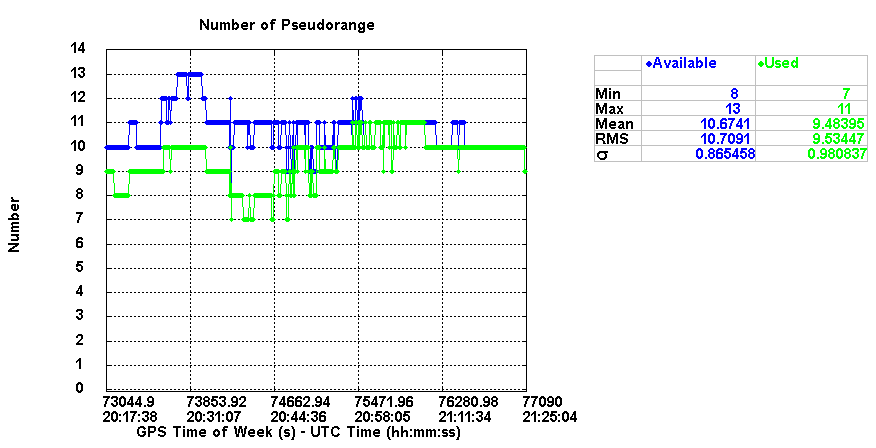 Number of Pseudorange
14
13
12
11
10
9
8
7
6
5
4
3
2
1
0
Number
73044.9 73853.92 74662.94 75471.96 76280.98 77090
20:17:38 20:31:07 20:44:36 20:58:05 21:11:34 21:25:04
GPS Time of Week (s) - UTC Time (hh:mm:ss)
Available Used
Min 8 7
Max 13 11
Mean 10.6741 9.48395
RMS 10.7091 9.53447
σ 0.865458 0.980837